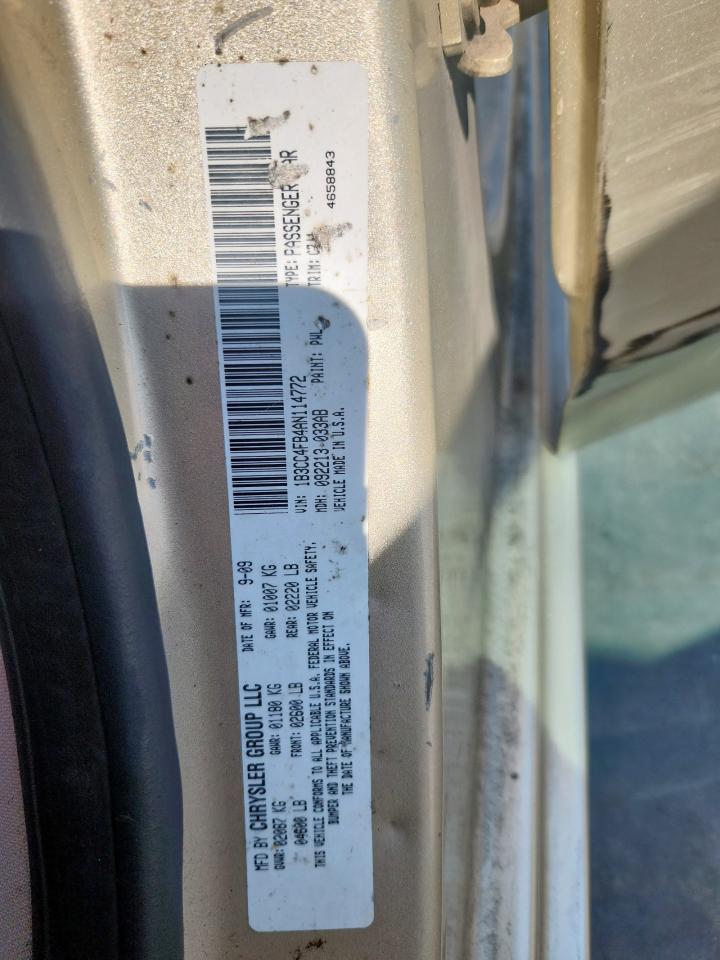 MFD BY CHRYSLER GROUP LLC DATE OF MFR: 9-09
GVWR: 02087 KG GAWR: 01180 KG GAWR: 01007 KG
04600 LB FRONT: 02600 LB REAR: 02220 LB
THIS VEHICLE CONFORMS TO ALL APPLICABLE U.S.A. FEDERAL MOTOR VEHICLE SAFETY,
BUMPER AND THEFT PREVENTION STANDARDS IN EFFECT ON
THE DATE OF MANUFACTURE SHOWN ABOVE.
VIN: 1B3CC4FB4AN114772 TYPE: PASSENGER
MDH: 092213-033AB PAINT: PWL TRIM:
VEHICLE MADE IN U.S.A. 4658843